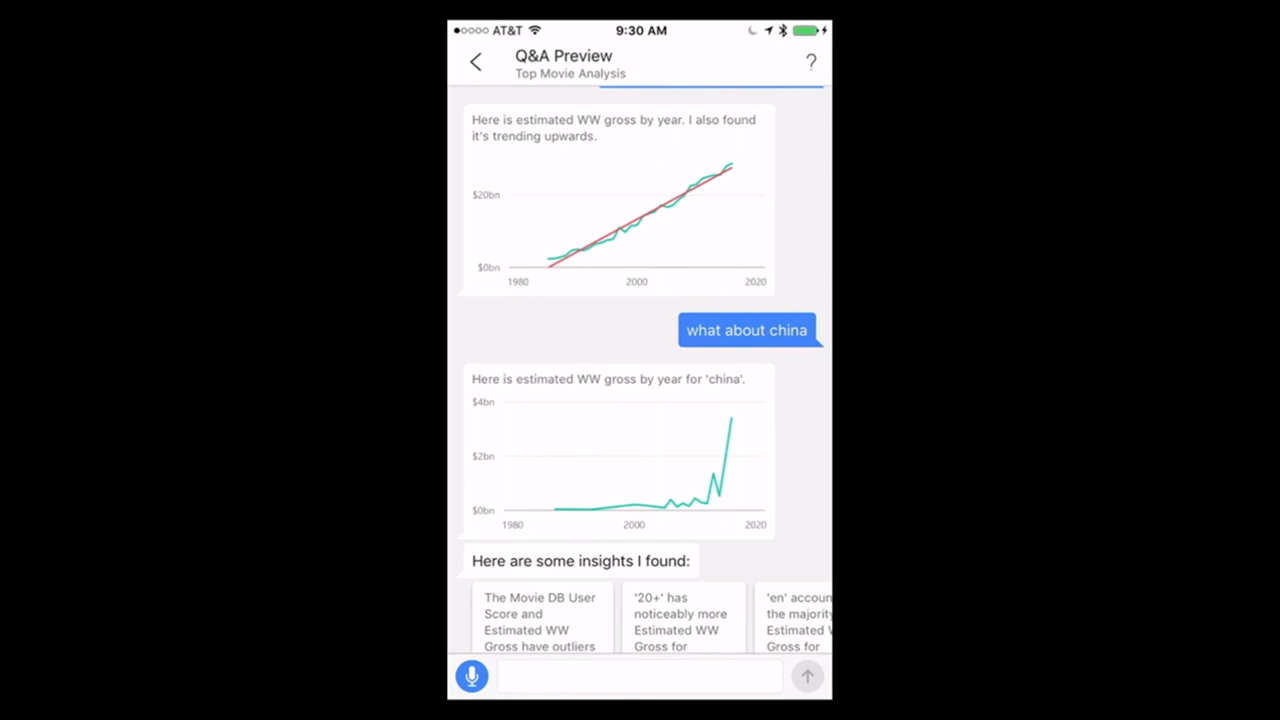 AT&T 9:30 AM
Q&A Preview
?
Top Movie Analysis
Here is estimated WW gross by year. I also found
it's trending upwards.
$20bn
$0bn
1980 2000 2020
what about china
Here is estimated WW gross by year for 'china'.
$4bn
$2bn
$0bn
1980 2000 2020
Here are some insights I found:
The Movie DB User
Score and
Estimated WW
Gross have outliers
'20+' has
noticeably more
Estimated WW
Gross for
'en' accoun
the majority
Estimated
Gross for